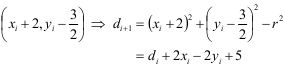 (x_i + 2, y_i − 3/2) ⇒ d_{i+1} = (x_i + 2)^2 + (y_i − 3/2)^2 − r^2
= d_i + 2x_i − 2y_i + 5